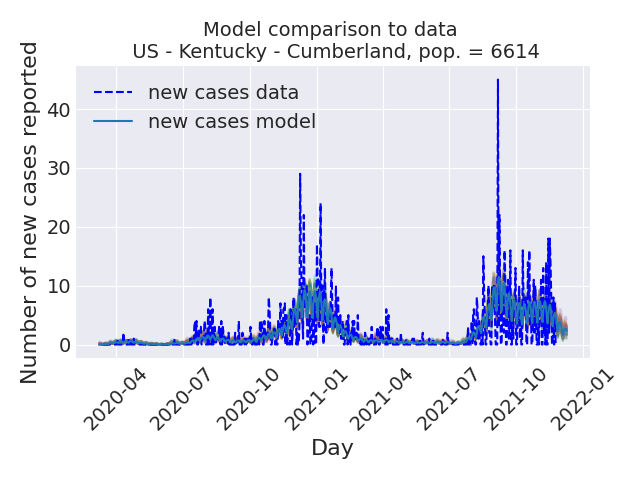 Model comparison to data
US - Kentucky - Cumberland, pop. = 6614
new cases data
new cases model
Number of new cases reported
40
30
20
10
0
2020-04
2020-07
2020-10
2021-01
2021-04
2021-07
2021-10
2022-01
Day